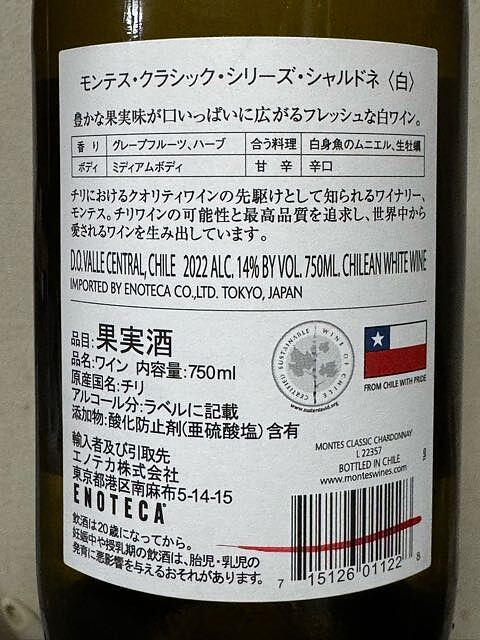 モンテス・クラシック・シリーズ・シャルドネ〈白〉
豊かな果実味が口いっぱいに広がるフレッシュな白ワイン。
香り グレープフルーツ、ハーブ 合う料理 白身魚のムニエル、生牡蠣
ボディ ミディアムボディ 甘辛 辛口
チリにおけるクオリティワインの先駆けとして知られるワイナリー、
モンテス。チリワインの可能性と最高品質を追求し、世界中から
愛されるワインを生み出しています。
D.O. VALLE CENTRAL, CHILE 2022 ALC. 14% BY VOL. 750ML. CHILEAN WHITE WINE
IMPORTED BY ENOTECA CO.,LTD. TOKYO, JAPAN
品目:果実酒
品名:ワイン 内容量:750ml
原産国名:チリ
アルコール分:ラベルに記載
添加物:酸化防止剤(亜硫酸塩)含有
輸入者及び引取先
エノテカ株式会社
東京都港区南麻布5-14-15
ENOTECA
飲酒は20歳になってから。
妊娠中や授乳期の飲酒は、胎児・乳児の
発育に悪影響を与えるおそれがあります。
CERTIFIED SUSTAINABLE WINE OF CHILE
FROM CHILE WITH PRIDE
MONTES CLASSIC CHARDONNAY
L 22357
BOTTLED IN CHILE
www.monteswines.com
7 15126 01122 8